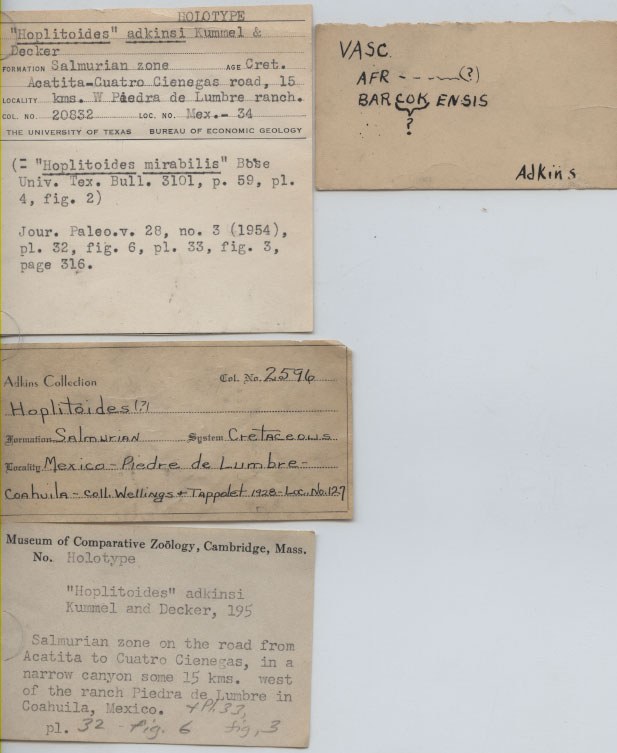 HOLOTYPE
"Hoplitoides" adkinsi Kummel &
Decker
FORMATION Salmurian zone AGE Cret.
Acatita-Cuatro Cienegas road, 15
LOCALITY kms. W Piedra de Lumbre ranch.
COL. NO. 20832 LOC. NO. Mex.- 34
THE UNIVERSITY OF TEXAS BUREAU OF ECONOMIC GEOLOGY
(= "Hoplitoides mirabilis" Bose
Univ. Tex. Bull. 3101, p. 59, pl.
4, fig. 2)
Jour. Paleo.v. 28, no. 3 (1954),
pl. 32, fig. 6, pl. 33, fig. 3,
page 316.
VASC.
AFR - - - - - (?)
BARCOK ENSIS
?
Adkins
Adkins Collection Col. No. 2596
Hoplitoides (?)
Formation Salmurian System Cretaceous
Locality Mexico - Piedre de Lumbre -
Coahuila - coll. Wellings + Tappolet 1928 - Loc. No. 127
Museum of Comparative Zoölogy, Cambridge, Mass.
No. Holotype
"Hoplitoides" adkinsi
Kummel and Decker, 195
Salmurian zone on the road from
Acatita to Cuatro Cienegas, in a
narrow canyon some 15 kms. west
of the ranch Piedra de Lumbre in
Coahuila, Mexico. + Pl. 33,
pl. 32 - fig. 6 fig, 3